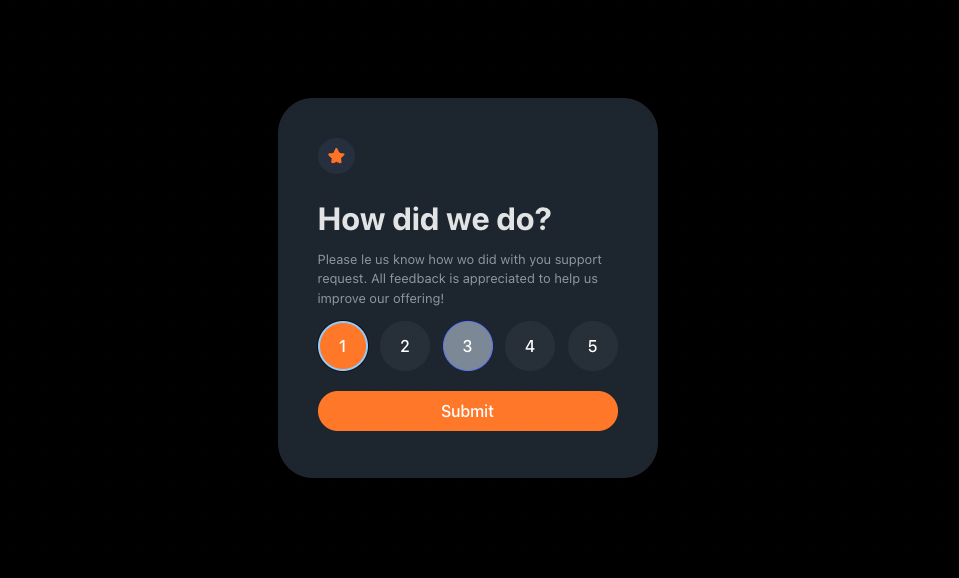 How did we do?
Please le us know how wo did with you support
request. All feedback is appreciated to help us
improve our offering!
1 2 3 4 5
Submit